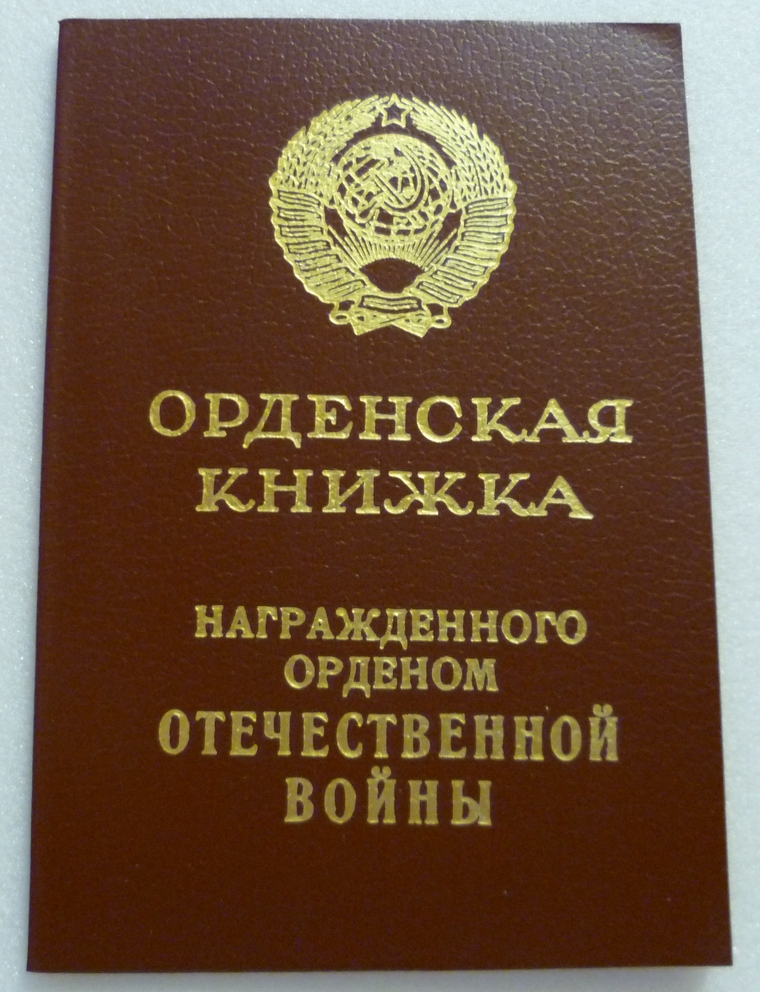 ОРДЕНСКАЯ
КНИЖКА
НАГРАЖДЕННОГО
ОРДЕНОМ
ОТЕЧЕСТВЕННОЙ
ВОЙНЫ